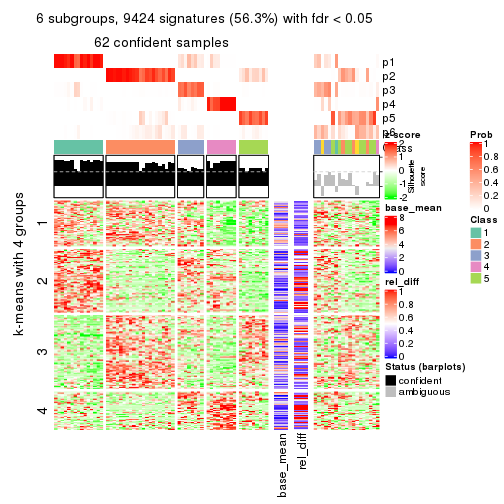 6 subgroups, 9424 signatures (56.3%) with fdr < 0.05
62 confident samples
p1
p2
p3
p4
p5
p6
Class
z_score
2
1
0
-1
-2
Silhouette
score
base_mean
8
6
4
2
0
rel_diff
1
0.8
0.6
0.4
0.2
0
Status (barplots)
confident
ambiguous
Prob
1
0.8
0.6
0.4
0.2
0
Class
1
2
3
4
5
k-means with 4 groups
1
2
3
4
base_mean
rel_diff